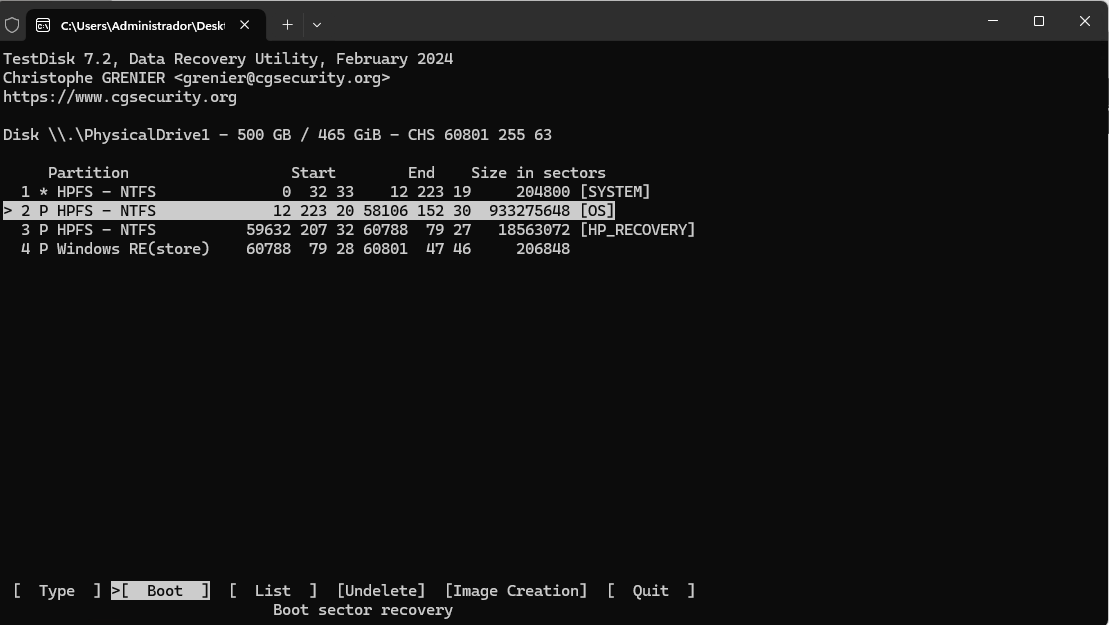 C:\Users\Administrador\Desk
TestDisk 7.2, Data Recovery Utility, February 2024
Christophe GRENIER <grenier@cgsecurity.org>
https://www.cgsecurity.org
Disk \\.\PhysicalDrive1 - 500 GB / 465 GiB - CHS 60801 255 63
     Partition                  Start        End    Size in sectors
  1 * HPFS - NTFS              0  32 33    12 223 19     204800 [SYSTEM]
> 2 P HPFS - NTFS             12 223 20 58106 152 30  933275648 [OS]
  3 P HPFS - NTFS          59632 207 32 60788  79 27   18563072 [HP_RECOVERY]
  4 P Windows RE(store)    60788  79 28 60801  47 46     206848
 [  Type  ] >[  Boot  ]  [  List  ]  [Undelete]  [Image Creation]  [  Quit  ]
                              Boot sector recovery